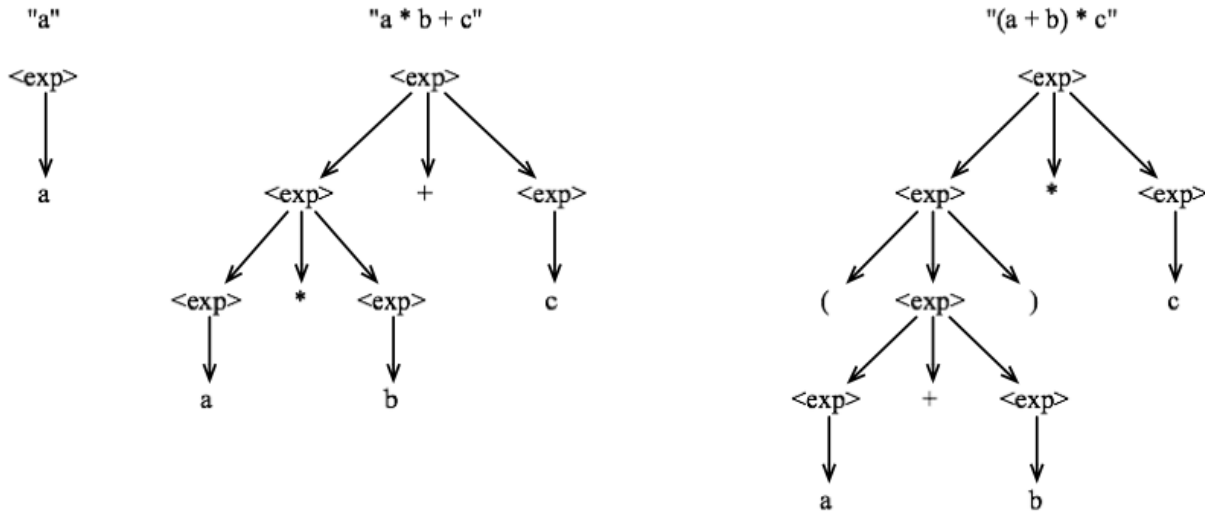 "a" "a * b + c" "(a + b) * c"
<exp> <exp> <exp>
a <exp> + <exp> <exp> * <exp>
<exp> * <exp> c ( <exp> ) c
a b <exp> + <exp>
a b